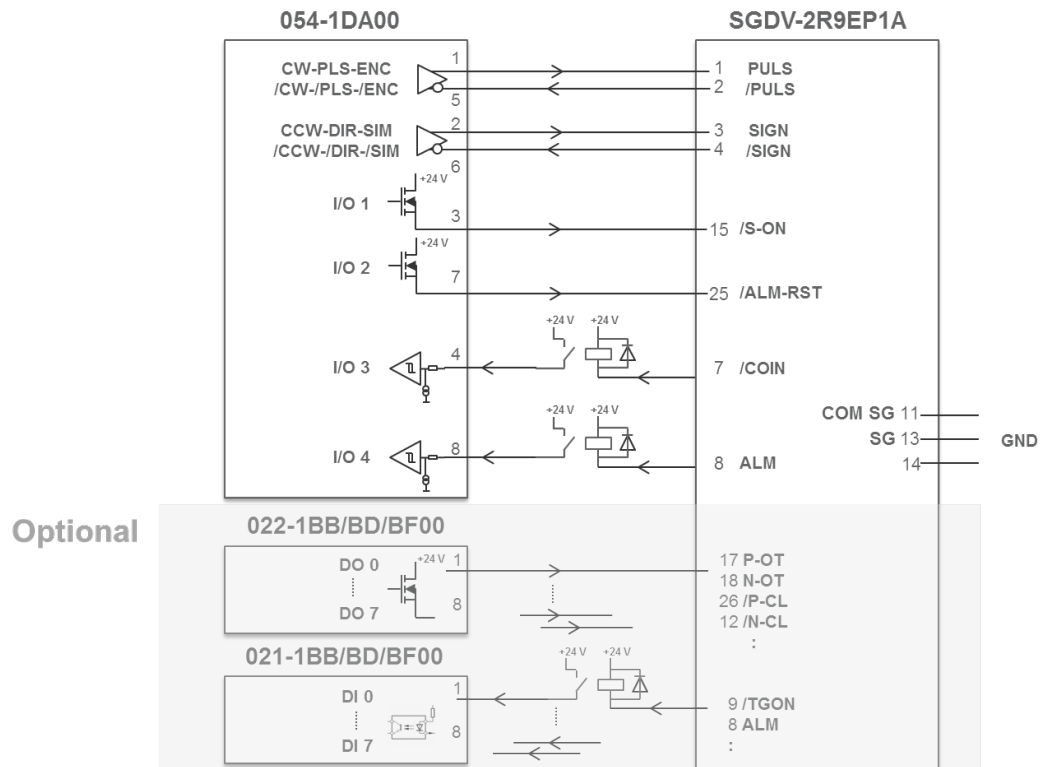 054-1DA00
SGDV-2R9EP1A
CW-PLS-ENC 1 1 PULS
/CW-/PLS-/ENC 5 2 /PULS
CCW-DIR-SIM 2 3 SIGN
/CCW-/DIR-/SIM 6 4 /SIGN
+24 V
I/O 1 3 15 /S-ON
+24 V
I/O 2 7 25 /ALM-RST
+24 V +24 V
I/O 3 4 7 /COIN
+24 V +24 V
COM SG 11
SG 13 GND
14
I/O 4 8 8 ALM
Optional
022-1BB/BD/BF00
DO 0 +24 V 1 17 P-OT
18 N-OT
26 /P-CL
DO 7 8 12 /N-CL
:
021-1BB/BD/BF00
+24 V +24 V
DI 0 1 9 /TGON
8 8 ALM
DI 7 :